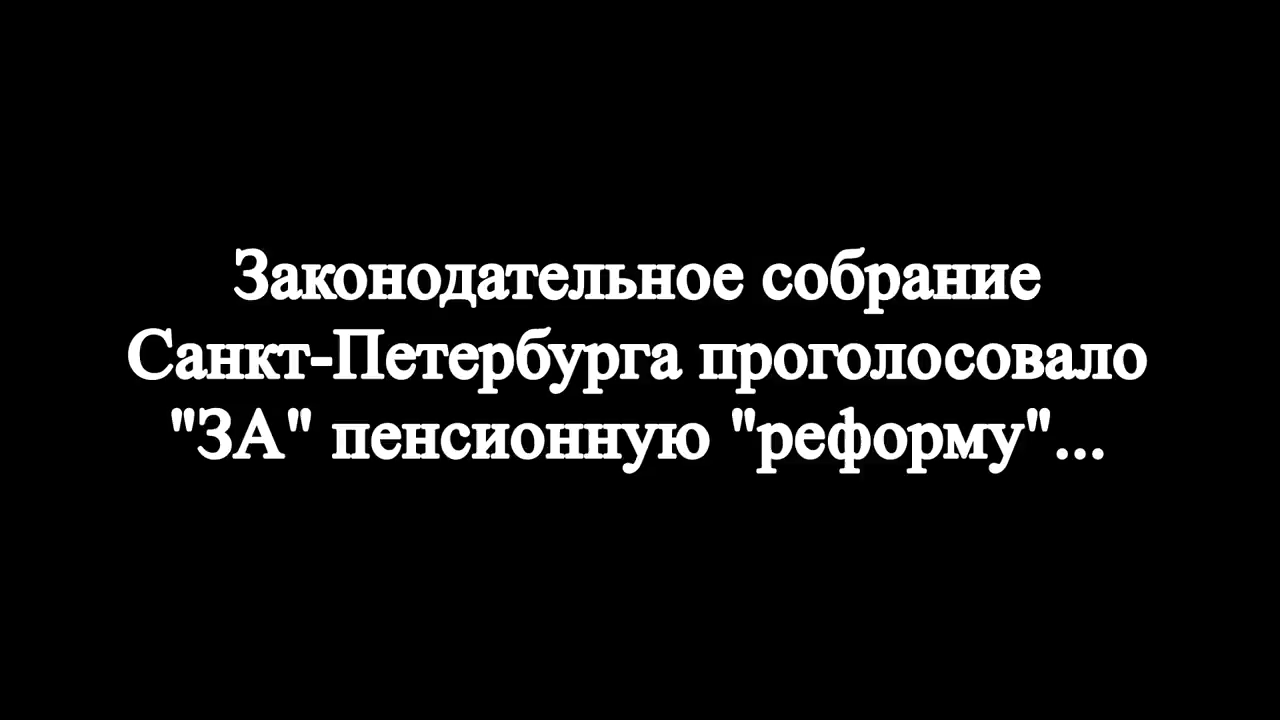 Законодательное собрание
Санкт-Петербурга проголосовало
"ЗА" пенсионную "реформу"...